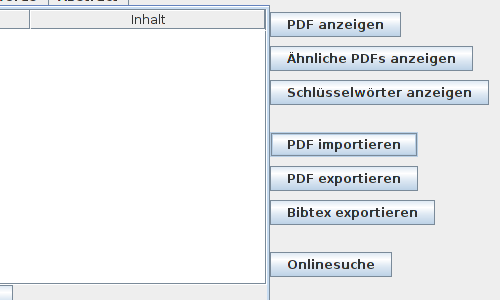 Inhalt
PDF anzeigen
Ähnliche PDFs anzeigen
Schlüsselwörter anzeigen
PDF importieren
PDF exportieren
Bibtex exportieren
Onlinesuche